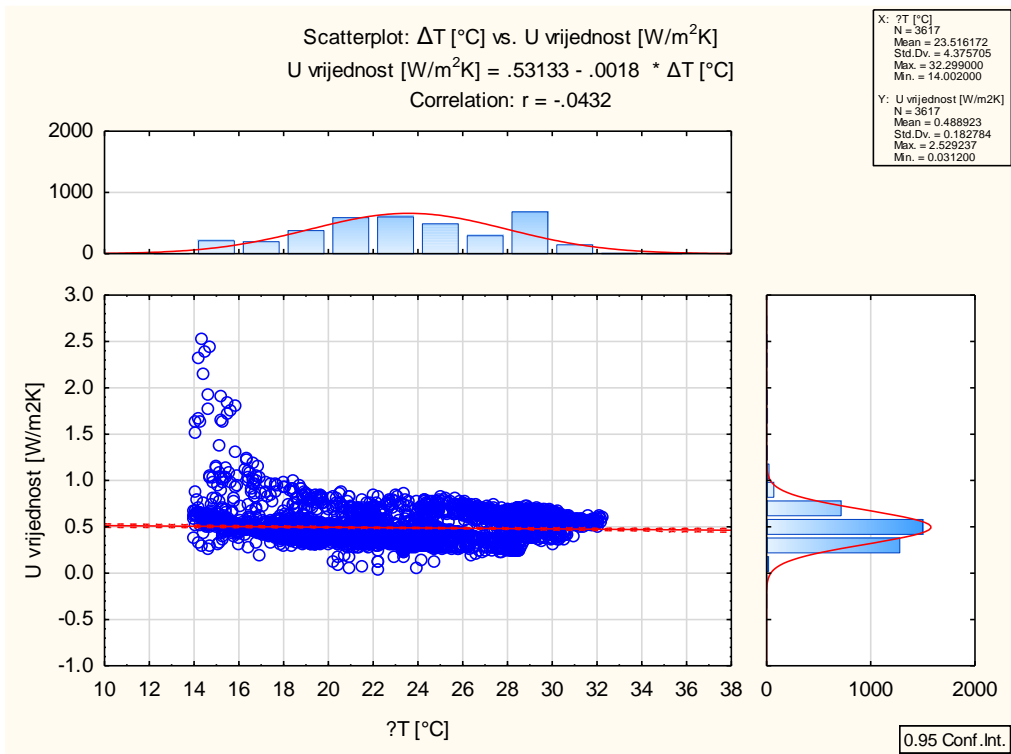 Scatterplot: ΔT [°C] vs. U vrijednost [W/m²K]
U vrijednost [W/m²K] = .53133 - .0018 * ΔT [°C]
Correlation: r = -.0432
X: ?T [°C]
N = 3617
Mean = 23.516172
Std.Dv. = 4.375705
Max. = 32.299000
Min. = 14.002000
Y: U vrijednost [W/m2K]
N = 3617
Mean = 0.488923
Std.Dv. = 0.182784
Max. = 2.529237
Min. = 0.031200
2000
1000
0
3.0
2.5
2.0
1.5
1.0
0.5
0.0
-0.5
-1.0
U vrijednost [W/m2K]
10 12 14 16 18 20 22 24 26 28 30 32 34 36 38
0 1000 2000
?T [°C]
0.95 Conf.Int.